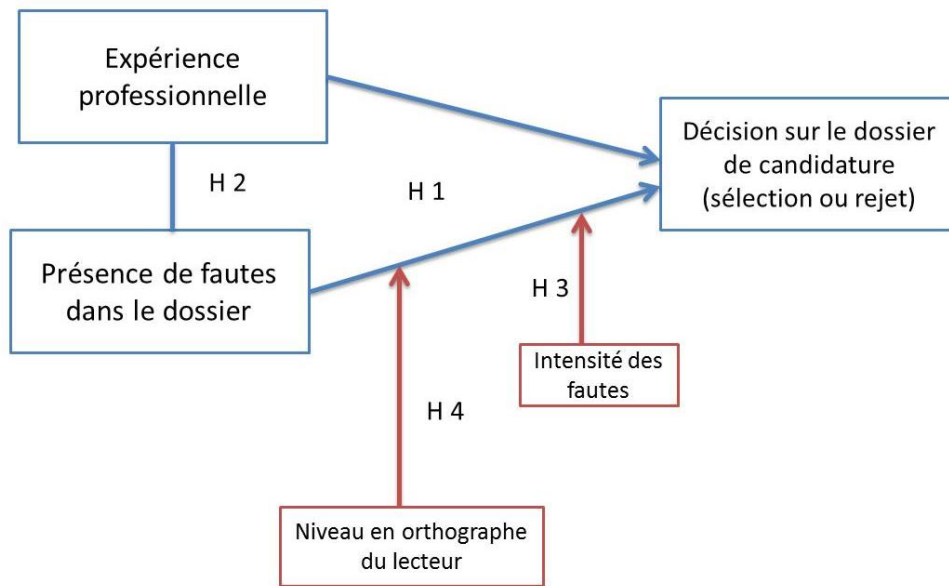 Expérience
professionnelle
Décision sur le dossier
de candidature
(sélection ou rejet)
H 2
H 1
Présence de fautes
dans le dossier
H 3
Intensité des
fautes
H 4
Niveau en orthographe
du lecteur